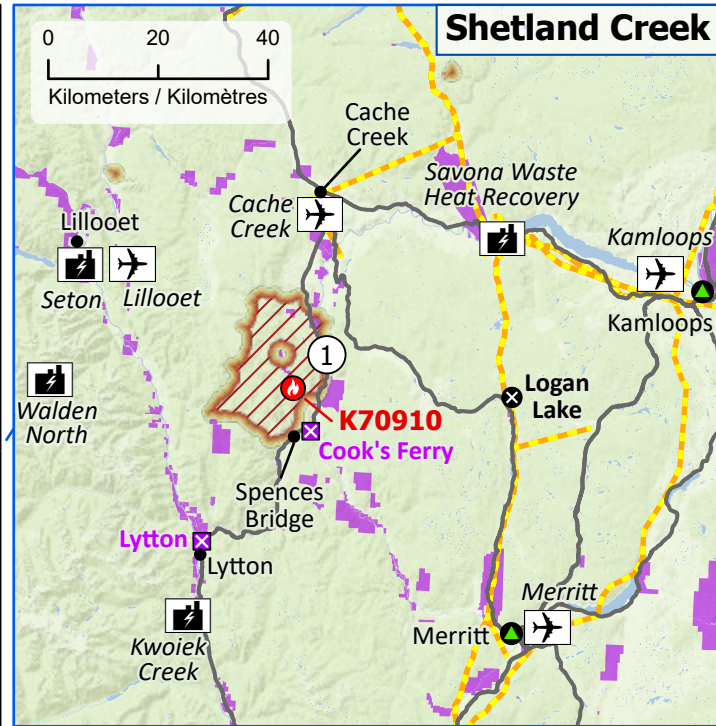 Shetland Creek
0 20 40
Kilometers / Kilomètres
Cache
Creek
Savona Waste
Heat Recovery
Cache
Creek
Lillooet
Kamloops
Seton
Lillooet
Kamloops
1
Walden
North
Logan
Lake
K70910
Cook's Ferry
Spences
Bridge
Lytton
Lytton
Merritt
Merritt
Kwoiek
Creek